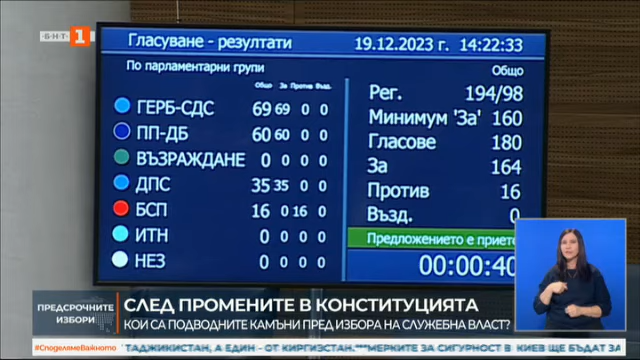 БНТ 1
Гласуване - резултати 19.12.2023 г. 14:22:33
По парламентарни групи Общо
Общо За Против Възд.
ГЕРБ-СДС 69 69 0 0
ПП-ДБ 60 60 0 0
ВЪЗРАЖДАНЕ 0 0 0 0
ДПС 35 35 0 0
БСП 16 0 16 0
ИТН 0 0 0 0
НЕЗ 0 0 0 0
Рег. 194/98
Минимум 'За' 160
Гласове 180
За 164
Против 16
Възд. 0
Предложението е прието
00:00:40
ПРЕДСРОЧНИТЕ
ИЗБОРИ
СЛЕД ПРОМЕНИТЕ В КОНСТИТУЦИЯТА
КОИ СА ПОДВОДНИТЕ КАМЪНИ ПРЕД ИЗБОРА НА СЛУЖЕБНА ВЛАСТ?
#СподелямеВажното ТАДЖИКИСТАН, А ЕДИН - ОТ КИРГИЗСТАН.***МЕРКИТЕ ЗА СИГУРНОСТ В КИЕВ ЩЕ БЪДАТ ЗА